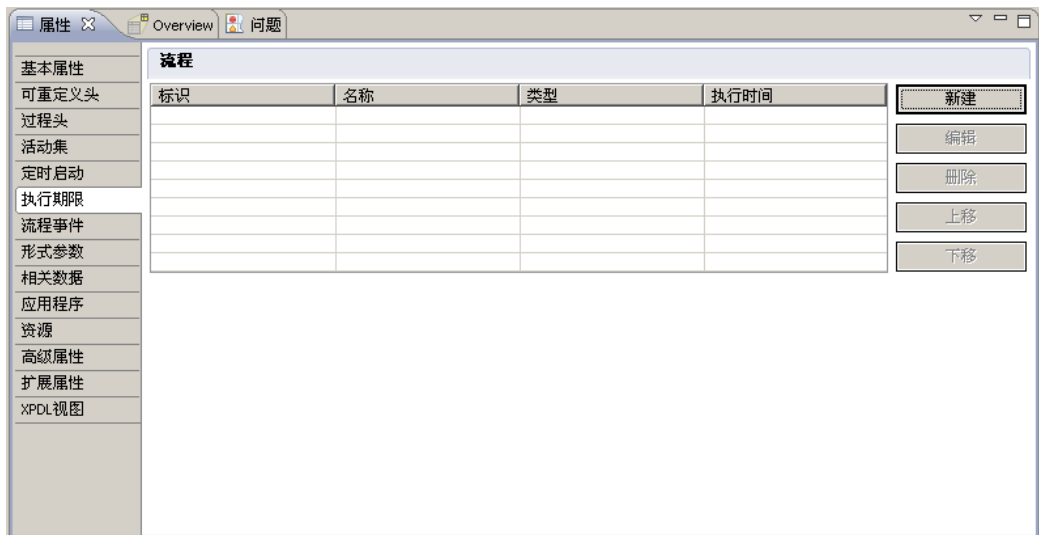 属性 Overview 问题
流程
基本属性
可重定义头
过程头
活动集
定时启动
执行期限
流程事件
形式参数
相关数据
应用程序
资源
高级属性
扩展属性
XPDL视图
标识 名称 类型 执行时间
新建
编辑
删除
上移
下移